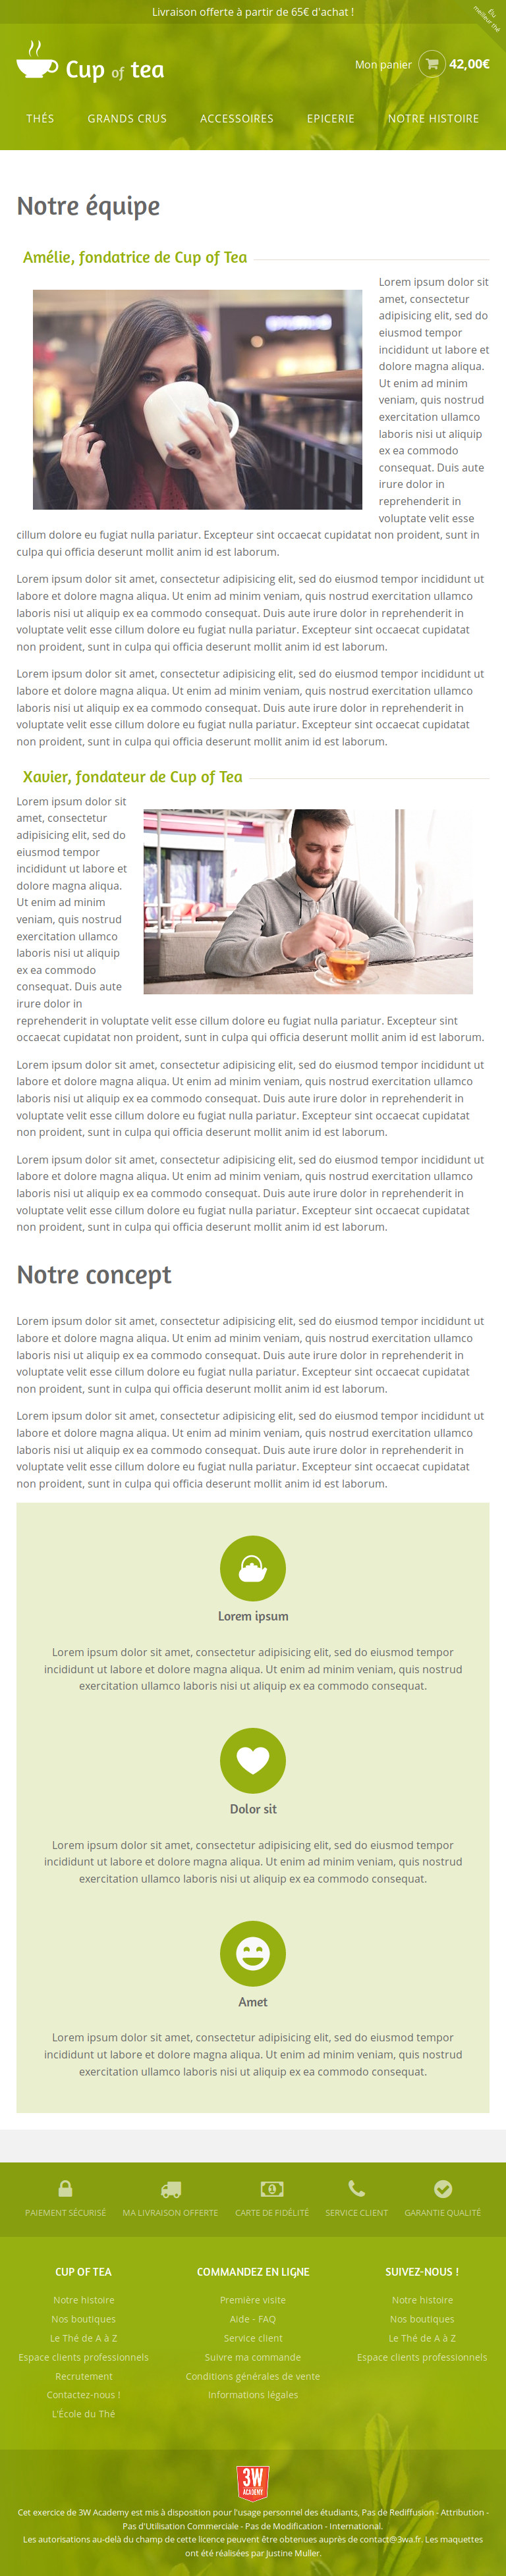 Livraison offerte à partir de 65€ d'achat !
Élu
meilleur thé
Cup of tea
Mon panier 42,00€
THÉS GRANDS CRUS ACCESSOIRES EPICERIE NOTRE HISTOIRE
Notre équipe
Amélie, fondatrice de Cup of Tea
Lorem ipsum dolor sit
amet, consectetur
adipisicing elit, sed do
eiusmod tempor
incididunt ut labore et
dolore magna aliqua.
Ut enim ad minim
veniam, quis nostrud
exercitation ullamco
laboris nisi ut aliquip
ex ea commodo
consequat. Duis aute
irure dolor in
reprehenderit in
voluptate velit esse
cillum dolore eu fugiat nulla pariatur. Excepteur sint occaecat cupidatat non proident, sunt in
culpa qui officia deserunt mollit anim id est laborum.
Lorem ipsum dolor sit amet, consectetur adipisicing elit, sed do eiusmod tempor incididunt ut
labore et dolore magna aliqua. Ut enim ad minim veniam, quis nostrud exercitation ullamco
laboris nisi ut aliquip ex ea commodo consequat. Duis aute irure dolor in reprehenderit in
voluptate velit esse cillum dolore eu fugiat nulla pariatur. Excepteur sint occaecat cupidatat
non proident, sunt in culpa qui officia deserunt mollit anim id est laborum.
Lorem ipsum dolor sit amet, consectetur adipisicing elit, sed do eiusmod tempor incididunt ut
labore et dolore magna aliqua. Ut enim ad minim veniam, quis nostrud exercitation ullamco
laboris nisi ut aliquip ex ea commodo consequat. Duis aute irure dolor in reprehenderit in
voluptate velit esse cillum dolore eu fugiat nulla pariatur. Excepteur sint occaecat cupidatat
non proident, sunt in culpa qui officia deserunt mollit anim id est laborum.
Xavier, fondateur de Cup of Tea
Lorem ipsum dolor sit
amet, consectetur
adipisicing elit, sed do
eiusmod tempor
incididunt ut labore et
dolore magna aliqua.
Ut enim ad minim
veniam, quis nostrud
exercitation ullamco
laboris nisi ut aliquip
ex ea commodo
consequat. Duis aute
irure dolor in
reprehenderit in voluptate velit esse cillum dolore eu fugiat nulla pariatur. Excepteur sint
occaecat cupidatat non proident, sunt in culpa qui officia deserunt mollit anim id est laborum.
Lorem ipsum dolor sit amet, consectetur adipisicing elit, sed do eiusmod tempor incididunt ut
labore et dolore magna aliqua. Ut enim ad minim veniam, quis nostrud exercitation ullamco
laboris nisi ut aliquip ex ea commodo consequat. Duis aute irure dolor in reprehenderit in
voluptate velit esse cillum dolore eu fugiat nulla pariatur. Excepteur sint occaecat cupidatat
non proident, sunt in culpa qui officia deserunt mollit anim id est laborum.
Lorem ipsum dolor sit amet, consectetur adipisicing elit, sed do eiusmod tempor incididunt ut
labore et dolore magna aliqua. Ut enim ad minim veniam, quis nostrud exercitation ullamco
laboris nisi ut aliquip ex ea commodo consequat. Duis aute irure dolor in reprehenderit in
voluptate velit esse cillum dolore eu fugiat nulla pariatur. Excepteur sint occaecat cupidatat
non proident, sunt in culpa qui officia deserunt mollit anim id est laborum.
Notre concept
Lorem ipsum dolor sit amet, consectetur adipisicing elit, sed do eiusmod tempor incididunt ut
labore et dolore magna aliqua. Ut enim ad minim veniam, quis nostrud exercitation ullamco
laboris nisi ut aliquip ex ea commodo consequat. Duis aute irure dolor in reprehenderit in
voluptate velit esse cillum dolore eu fugiat nulla pariatur. Excepteur sint occaecat cupidatat
non proident, sunt in culpa qui officia deserunt mollit anim id est laborum.
Lorem ipsum dolor sit amet, consectetur adipisicing elit, sed do eiusmod tempor incididunt ut
labore et dolore magna aliqua. Ut enim ad minim veniam, quis nostrud exercitation ullamco
laboris nisi ut aliquip ex ea commodo consequat. Duis aute irure dolor in reprehenderit in
voluptate velit esse cillum dolore eu fugiat nulla pariatur. Excepteur sint occaecat cupidatat
non proident, sunt in culpa qui officia deserunt mollit anim id est laborum.
Lorem ipsum
Lorem ipsum dolor sit amet, consectetur adipisicing elit, sed do eiusmod tempor
incididunt ut labore et dolore magna aliqua. Ut enim ad minim veniam, quis nostrud
exercitation ullamco laboris nisi ut aliquip ex ea commodo consequat.
Dolor sit
Lorem ipsum dolor sit amet, consectetur adipisicing elit, sed do eiusmod tempor
incididunt ut labore et dolore magna aliqua. Ut enim ad minim veniam, quis nostrud
exercitation ullamco laboris nisi ut aliquip ex ea commodo consequat.
Amet
Lorem ipsum dolor sit amet, consectetur adipisicing elit, sed do eiusmod tempor
incididunt ut labore et dolore magna aliqua. Ut enim ad minim veniam, quis nostrud
exercitation ullamco laboris nisi ut aliquip ex ea commodo consequat.
PAIEMENT SÉCURISÉ MA LIVRAISON OFFERTE CARTE DE FIDÉLITÉ SERVICE CLIENT GARANTIE QUALITÉ
CUP OF TEA
Notre histoire
Nos boutiques
Le Thé de A à Z
Espace clients professionnels
Recrutement
Contactez-nous !
L'École du Thé
COMMANDEZ EN LIGNE
Première visite
Aide - FAQ
Service client
Suivre ma commande
Conditions générales de vente
Informations légales
SUIVEZ-NOUS !
Notre histoire
Nos boutiques
Le Thé de A à Z
Espace clients professionnels
3W
ACADEMY
Cet exercice de 3W Academy est mis à disposition pour l'usage personnel des étudiants, Pas de Rediffusion - Attribution -
Pas d'Utilisation Commerciale - Pas de Modification - International.
Les autorisations au-delà du champ de cette licence peuvent être obtenues auprès de contact@3wa.fr. Les maquettes
ont été réalisées par Justine Muller.